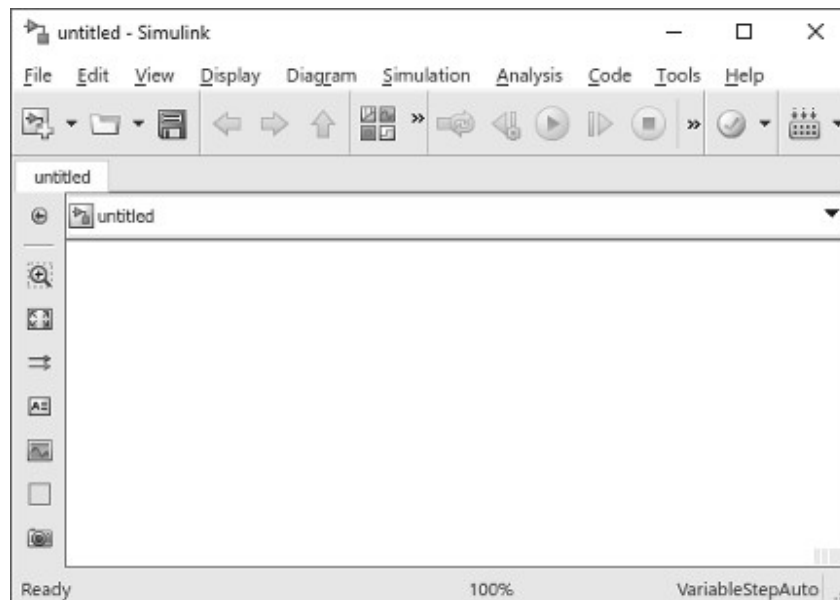 untitled - Simulink
File Edit View Display Diagram Simulation Analysis Code Tools Help
untitled
untitled
Ready 100% VariableStepAuto